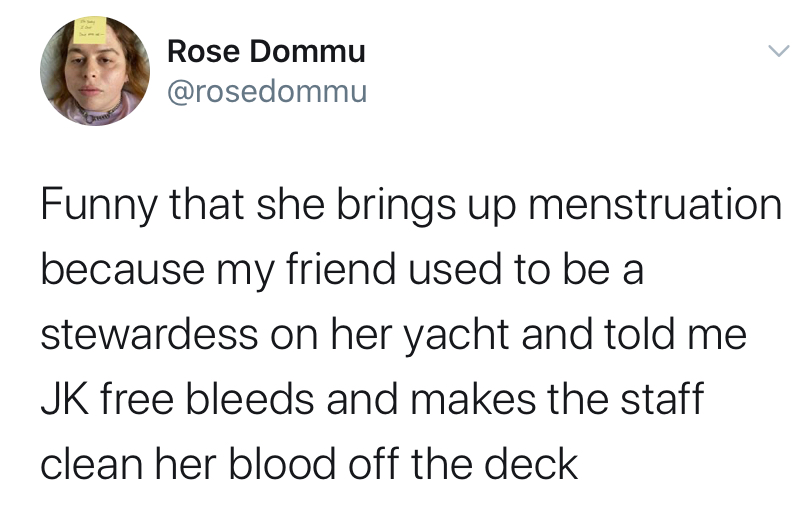 Rose Dommu
@rosedommu
Funny that she brings up menstruation
because my friend used to be a
stewardess on her yacht and told me
JK free bleeds and makes the staff
clean her blood off the deck